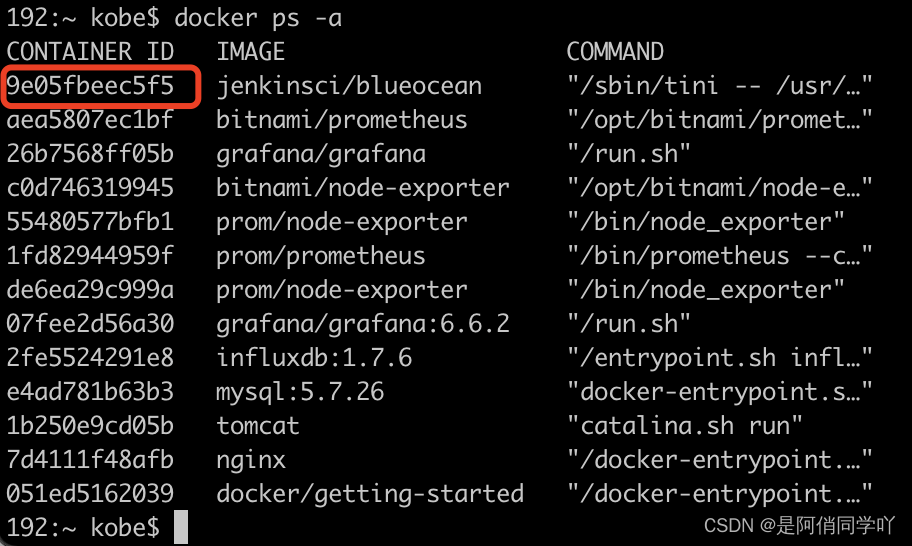 192:~ kobe$ docker ps -a
CONTAINER ID   IMAGE                    COMMAND
9e05fbeec5f5   jenkinsci/blueocean      "/sbin/tini -- /usr/…"
aea5807ec1bf   bitnami/prometheus       "/opt/bitnami/promet…"
26b7568ff05b   grafana/grafana          "/run.sh"
c0d746319945   bitnami/node-exporter    "/opt/bitnami/node-e…"
55480577bfb1   prom/node-exporter       "/bin/node_exporter"
1fd82944959f   prom/prometheus          "/bin/prometheus --c…"
de6ea29c999a   prom/node-exporter       "/bin/node_exporter"
07fee2d56a30   grafana/grafana:6.6.2    "/run.sh"
2fe5524291e8   influxdb:1.7.6           "/entrypoint.sh infl…"
e4ad781b63b3   mysql:5.7.26             "docker-entrypoint.s…"
1b250e9cd05b   tomcat                   "catalina.sh run"
7d4111f48afb   nginx                    "/docker-entrypoint.…"
051ed5162039   docker/getting-started   "/docker-entrypoint.…"
192:~ kobe$
CSDN @是阿俏同学吖